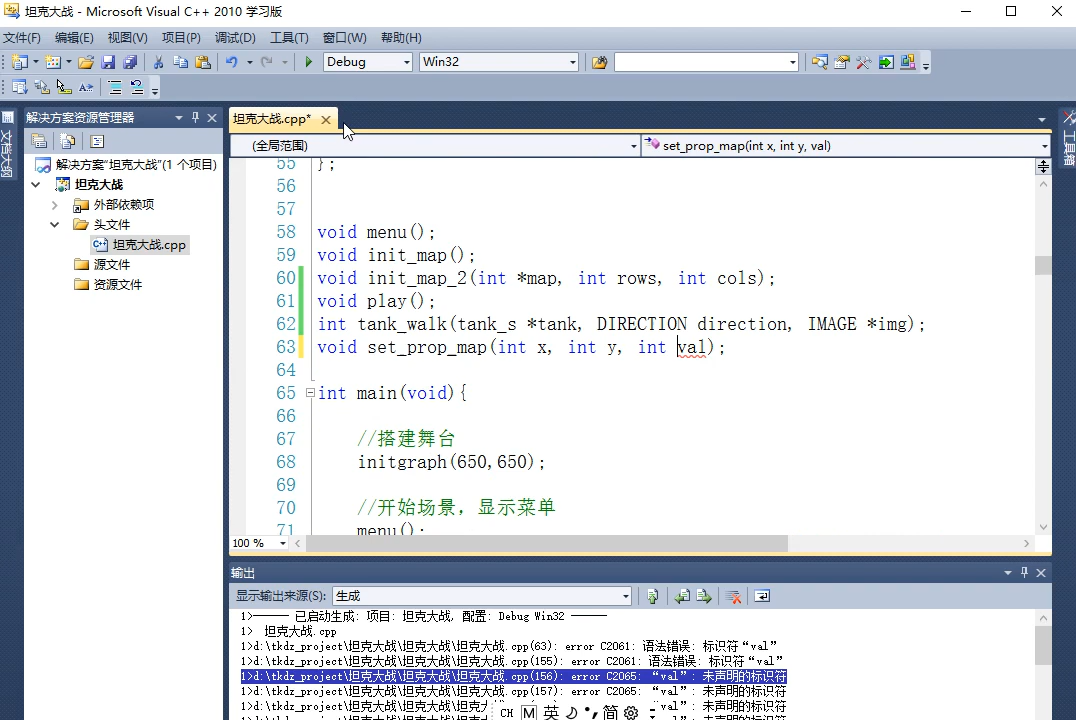 坦克大战 - Microsoft Visual C++ 2010 学习版
文件(F) 编辑(E) 视图(V) 项目(P) 调试(D) 工具(T) 窗口(W) 帮助(H)
Debug Win32
解决方案资源管理器
文档大纲
解决方案“坦克大战”(1 个项目)
坦克大战
外部依赖项
头文件
坦克大战.cpp
源文件
资源文件
坦克大战.cpp*
工具箱
(全局范围) set_prop_map(int x, int y, val)
55 };
56
57
58 void menu();
59 void init_map();
60 void init_map_2(int *map, int rows, int cols);
61 void play();
62 int tank_walk(tank_s *tank, DIRECTION direction, IMAGE *img);
63 void set_prop_map(int x, int y, int val);
64
65 int main(void){
66
67 //搭建舞台
68 initgraph(650,650);
69
70 //开始场景，显示菜单
71 menu();
100 %
输出
显示输出来源(S): 生成
1>------ 已启动生成: 项目: 坦克大战, 配置: Debug Win32 ------
1> 坦克大战.cpp
1>d:\tkdz_project\坦克大战\坦克大战\坦克大战.cpp(63): error C2061: 语法错误: 标识符“val”
1>d:\tkdz_project\坦克大战\坦克大战\坦克大战.cpp(155): error C2061: 语法错误: 标识符“val”
1>d:\tkdz_project\坦克大战\坦克大战\坦克大战.cpp(156): error C2065: “val”: 未声明的标识符
1>d:\tkdz_project\坦克大战\坦克大战\坦克大战.cpp(157): error C2065: “val”: 未声明的标识符
1>d:\tkdz_project\坦克大战\坦克大战\坦克大战 “val”: 未声明的标识符
CH M 英 简